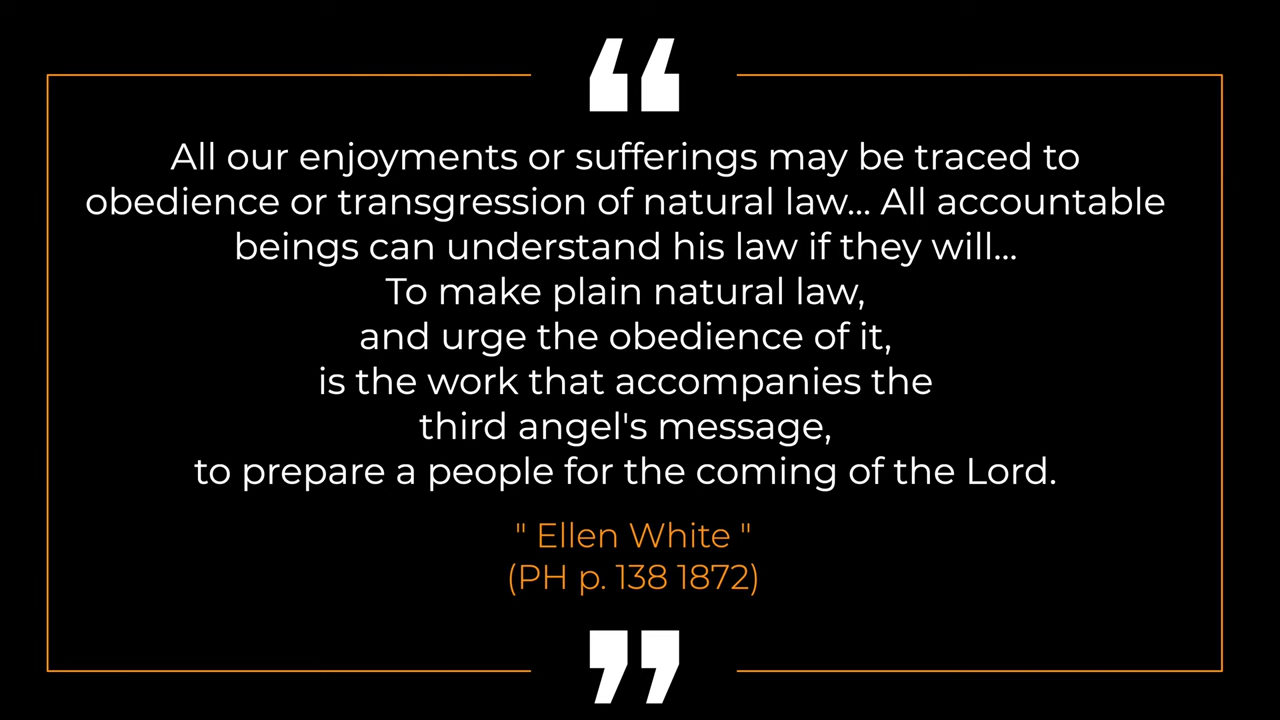 “
All our enjoyments or sufferings may be traced to
obedience or transgression of natural law... All accountable
beings can understand his law if they will...
To make plain natural law,
and urge the obedience of it,
is the work that accompanies the
third angel's message,
to prepare a people for the coming of the Lord.
" Ellen White "
(PH p. 138 1872)
”